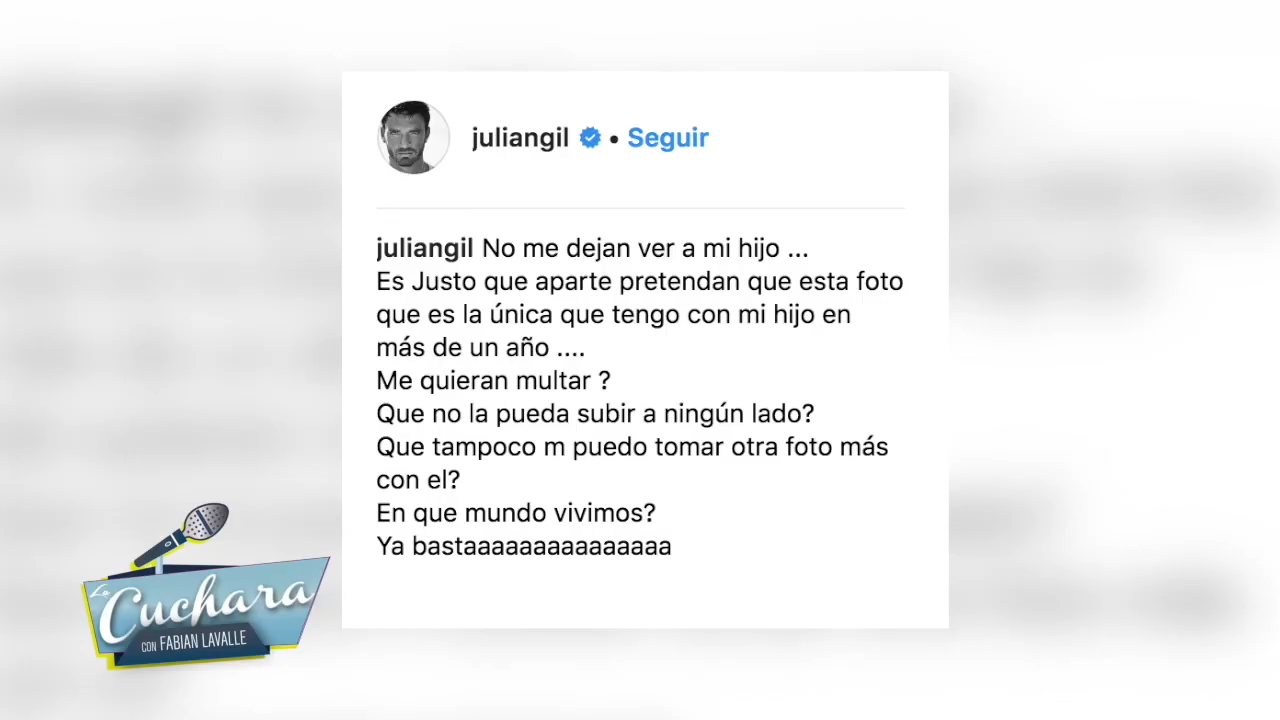 juliangil • Seguir
juliangil No me dejan ver a mi hijo ...
Es Justo que aparte pretendan que esta foto
que es la única que tengo con mi hijo en
más de un año ....
Me quieran multar ?
Que no la pueda subir a ningún lado?
Que tampoco m puedo tomar otra foto más
con el?
En que mundo vivimos?
Ya bastaaaaaaaaaaaaaaa
La
Cuchara
CON FABIAN LAVALLE